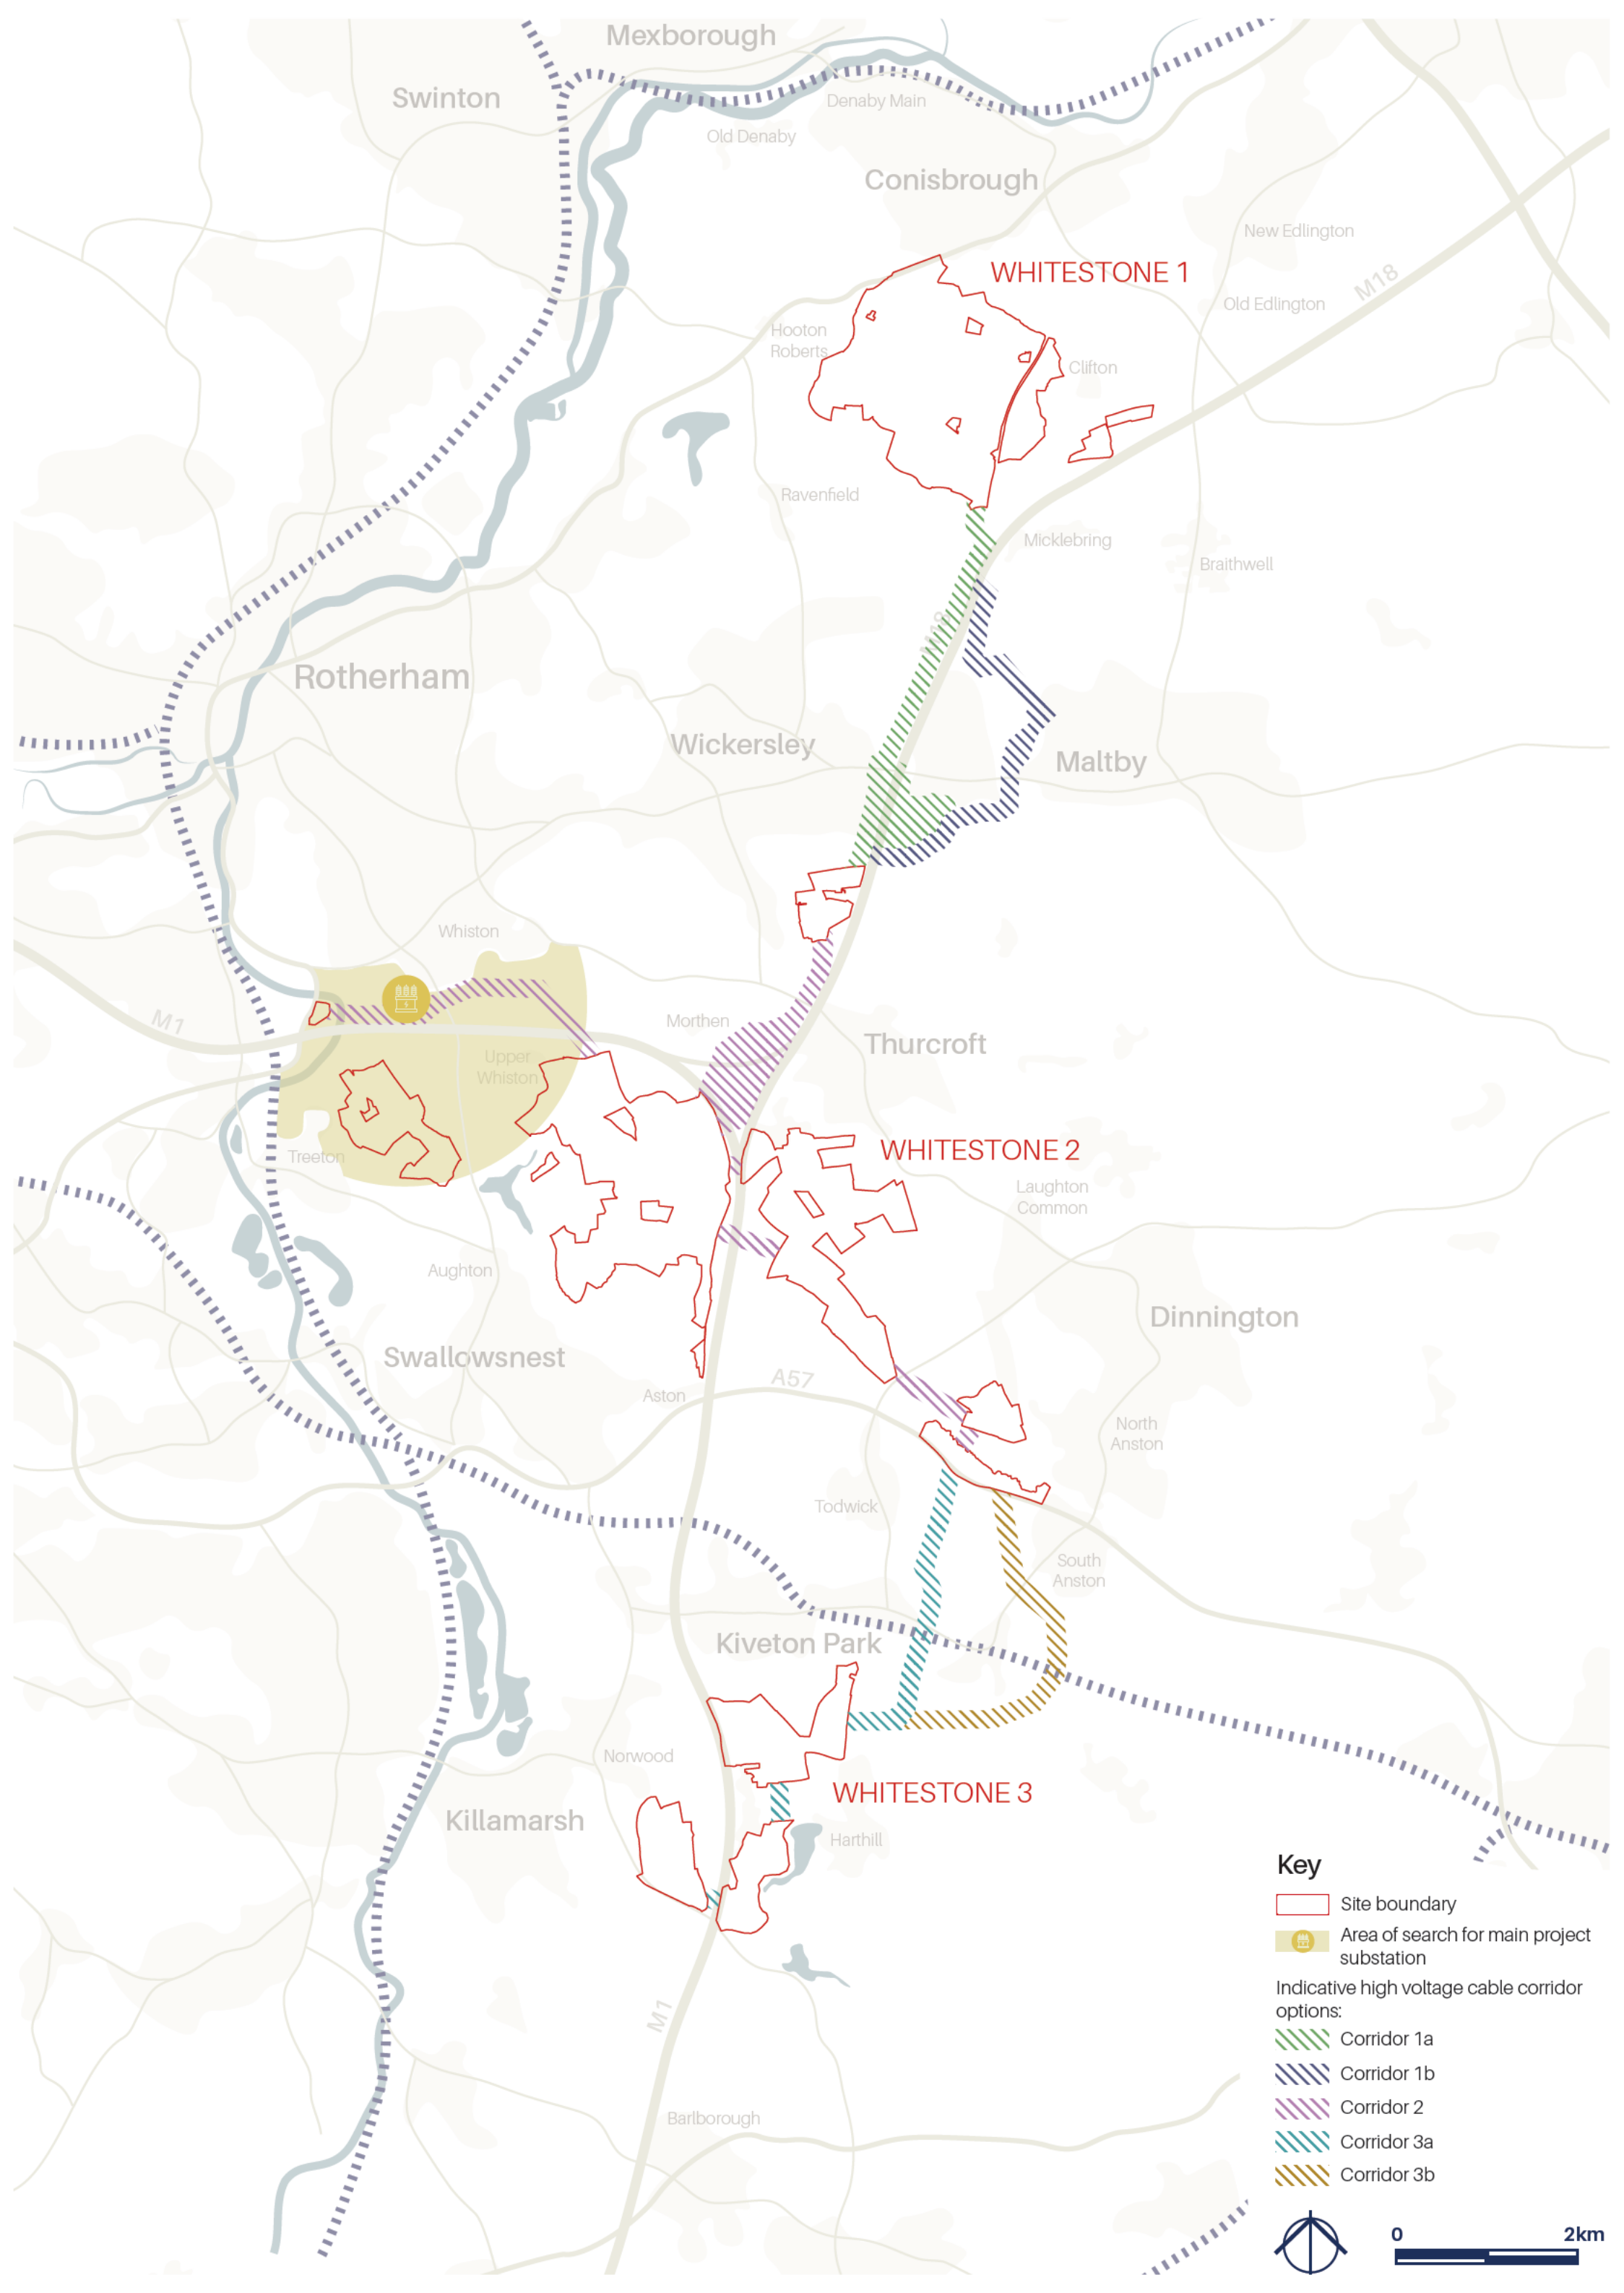 Mexborough
Swinton
Denaby Main
Old Denaby
Conisbrough
New Edlington
WHITESTONE 1
M18
Old Edlington
Hooton
Roberts
Clifton
Ravenfield
Micklebring
Braithwell
M18
Rotherham
Wickersley
Maltby
Whiston
M1
Morthen
Thurcroft
Upper
Whiston
WHITESTONE 2
Treeton
Laughton
Common
Aughton
Dinnington
Swallowsnest
A57
Aston
North
Anston
Todwick
South
Anston
Kiveton Park
Norwood
WHITESTONE 3
Killamarsh
Harthill
M1
Barlborough
Key
Site boundary
Area of search for main project
substation
Indicative high voltage cable corridor
options:
Corridor 1a
Corridor 1b
Corridor 2
Corridor 3a
Corridor 3b
0 2km